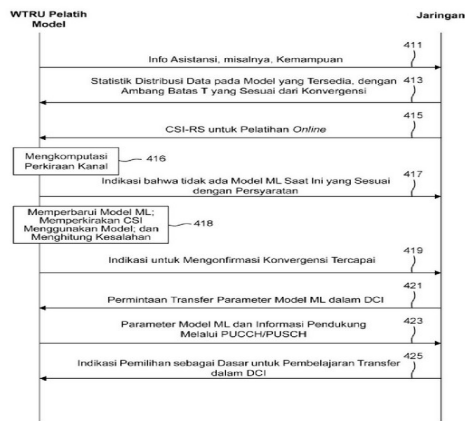 WTRU Pelatih
Model
Jaringan
411
Info Asistansi, misalnya, Kemampuan
Statistik Distribusi Data pada Model yang Tersedia, dengan
413
Ambang Batas T yang Sesuai dari Konvergensi
415
CSI-RS untuk Pelatihan Online
Mengkomputasi
Perkiraan Kanal
416
417
Indikasi bahwa tidak ada Model ML Saat Ini yang Sesuai
dengan Persyaratan
Memperbarui Model ML;
Memperkirakan CSI
Menggunakan Model; dan
Menghitung Kesalahan
418
419
Indikasi untuk Mengonfirmasi Konvergensi Tercapai
421
Permintaan Transfer Parameter Model ML dalam DCI
Parameter Model ML dan Informasi Pendukung
423
Melalui PUCCH/PUSCH
425
Indikasi Pemilihan sebagai Dasar untuk Pembelajaran Transfer
dalam DCI